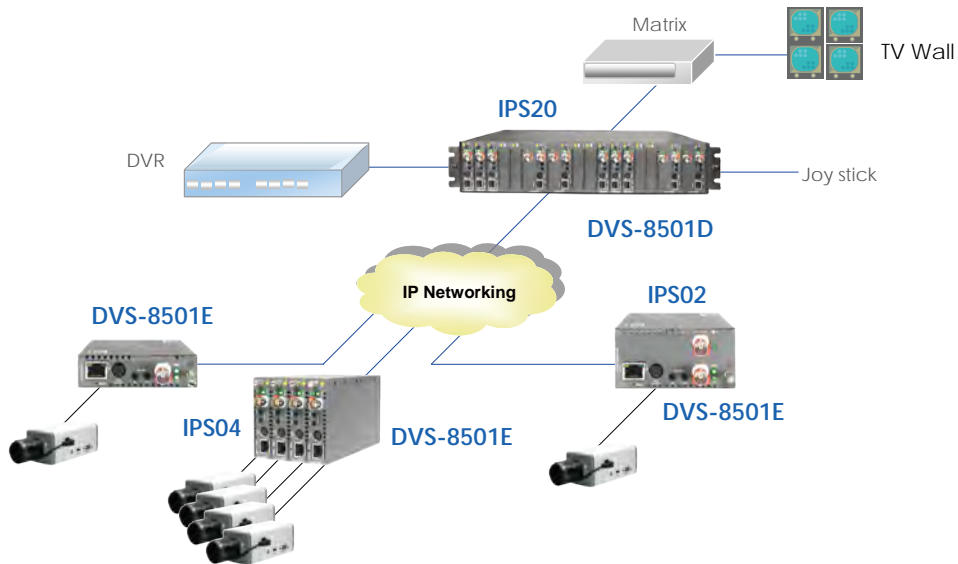 Matrix
TV Wall
IPS20
DVR
Joy stick
DVS-8501D
IP Networking
IPS02
DVS-8501E
DVS-8501E
IPS04
DVS-8501E